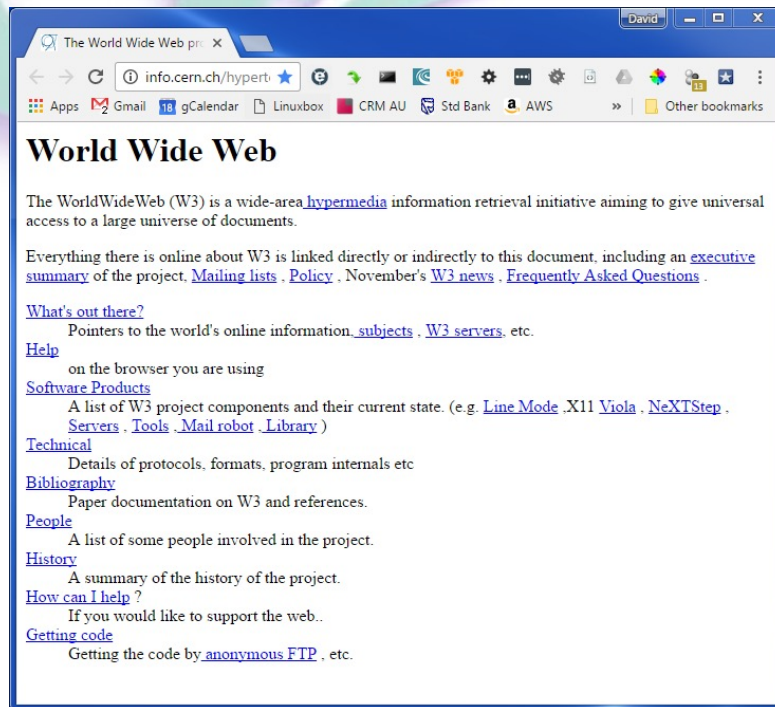 David
The World Wide Web pro
info.cern.ch/hyperte
13
Apps Gmail 18 gCalendar Linuxbox CRM AU Std Bank a AWS » Other bookmarks
World Wide Web
The WorldWideWeb (W3) is a wide-area hypermedia information retrieval initiative aiming to give universal
access to a large universe of documents.
Everything there is online about W3 is linked directly or indirectly to this document, including an executive
summary of the project, Mailing lists , Policy , November's W3 news , Frequently Asked Questions .
What's out there?
Pointers to the world's online information, subjects , W3 servers, etc.
Help
on the browser you are using
Software Products
A list of W3 project components and their current state. (e.g. Line Mode ,X11 Viola , NeXTStep ,
Servers , Tools , Mail robot , Library )
Technical
Details of protocols, formats, program internals etc
Bibliography
Paper documentation on W3 and references.
People
A list of some people involved in the project.
History
A summary of the history of the project.
How can I help ?
If you would like to support the web..
Getting code
Getting the code by anonymous FTP , etc.